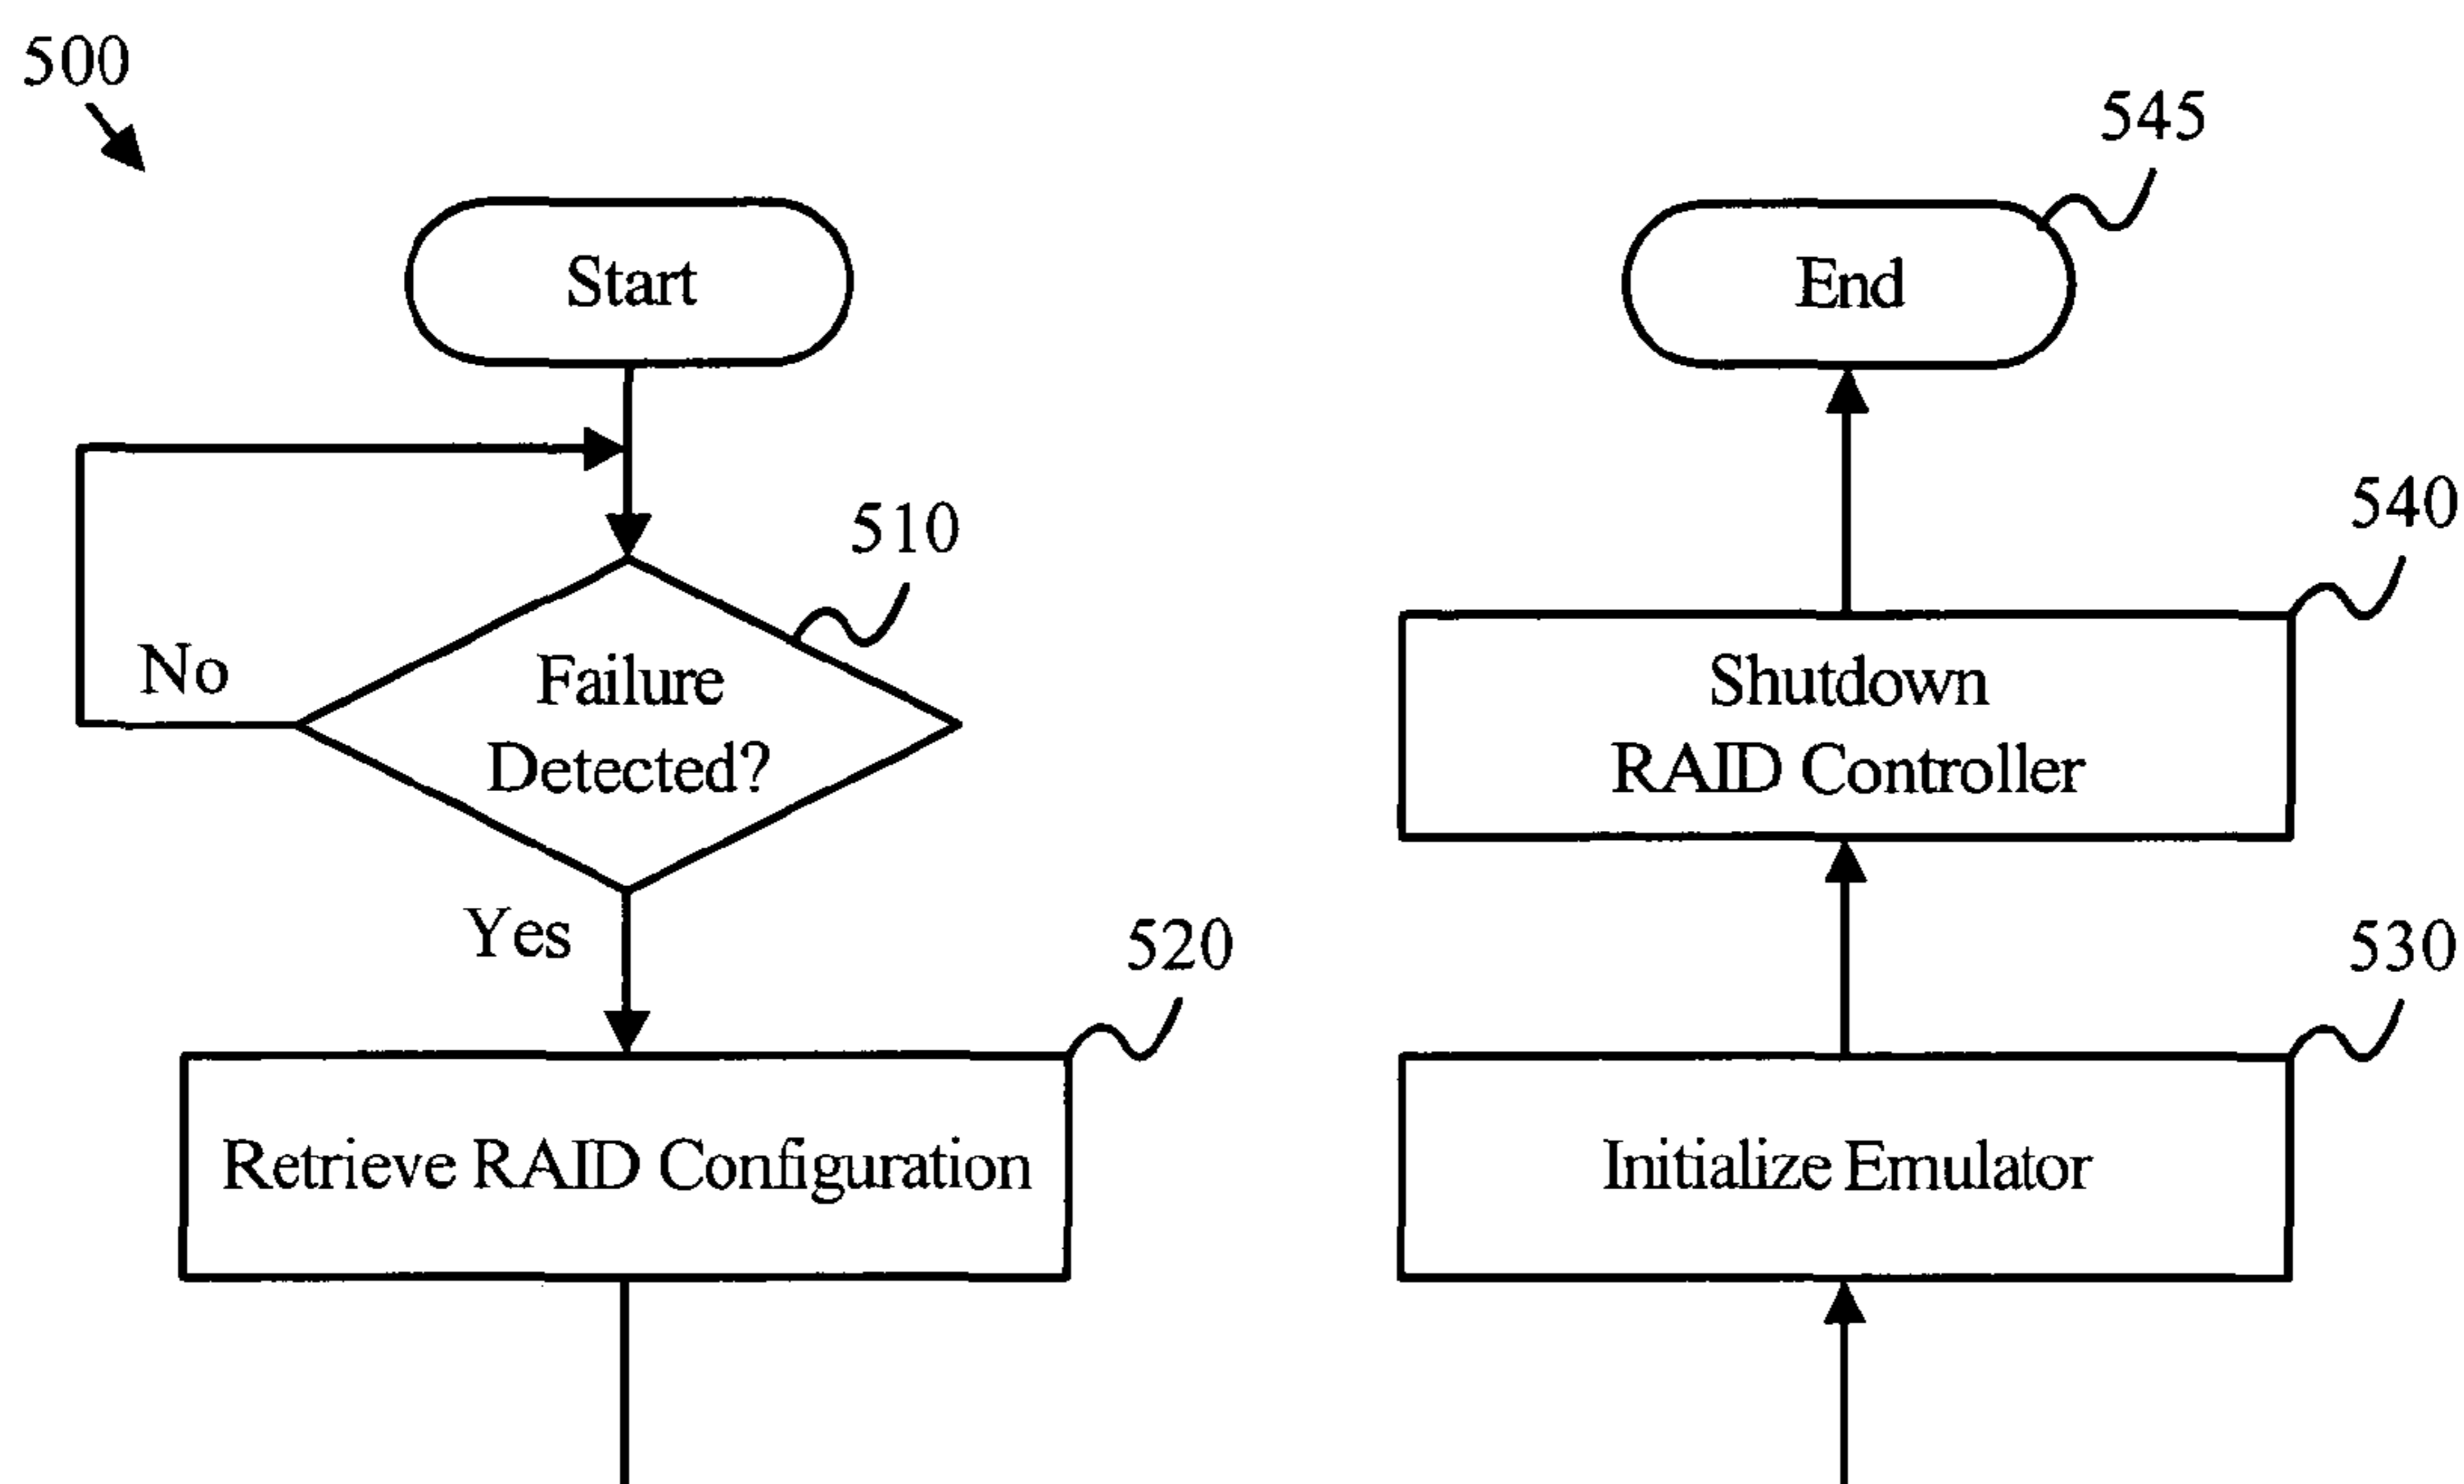 500
Start
510
No
Failure
Detected?
Yes
520
Retrieve RAID Configuration
545
End
540
Shutdown
RAID Controller
530
Initialize Emulator